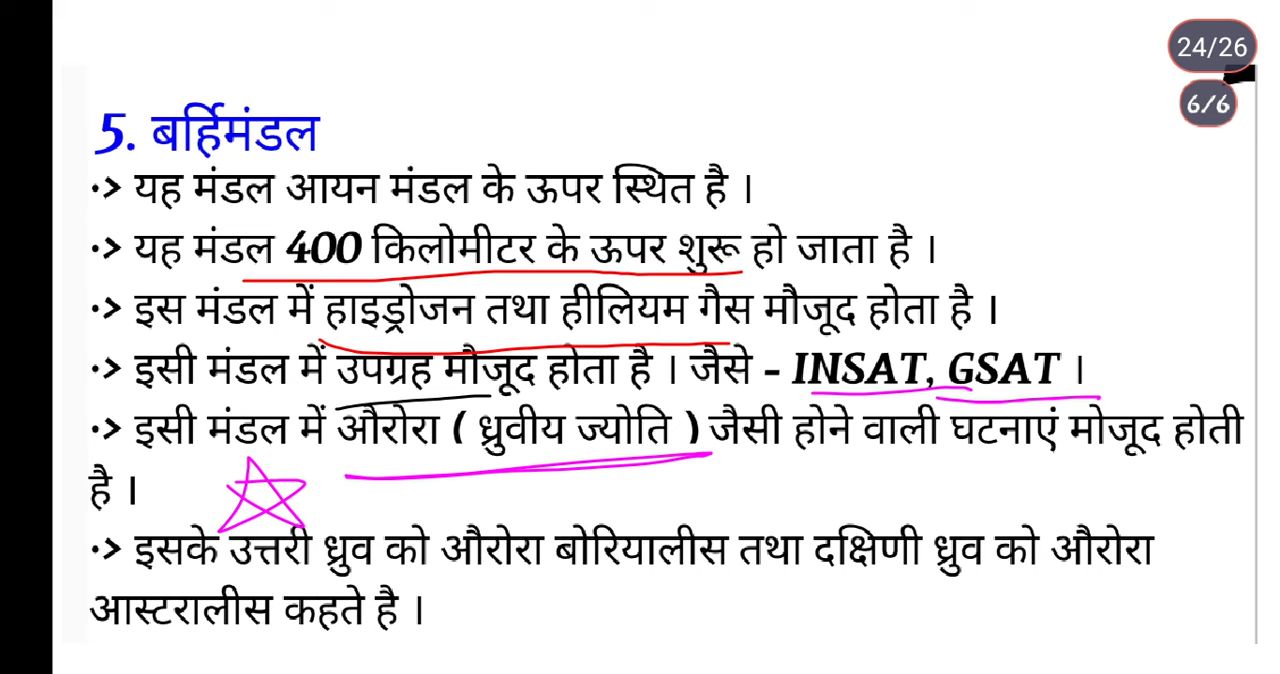 24/26
6/6
5. बर्हिमंडल
·> यह मंडल आयन मंडल के ऊपर स्थित है ।
·> यह मंडल 400 किलोमीटर के ऊपर शुरू हो जाता है ।
·> इस मंडल में हाइड्रोजन तथा हीलियम गैस मौजूद होता है ।
·> इसी मंडल में उपग्रह मौजूद होता है । जैसे - INSAT, GSAT ।
·> इसी मंडल में औरोरा ( ध्रुवीय ज्योति ) जैसी होने वाली घटनाएं मोजूद होती
है ।
·> इसके उत्तरी ध्रुव को औरोरा बोरियालीस तथा दक्षिणी ध्रुव को औरोरा
आस्टरालीस कहते है ।